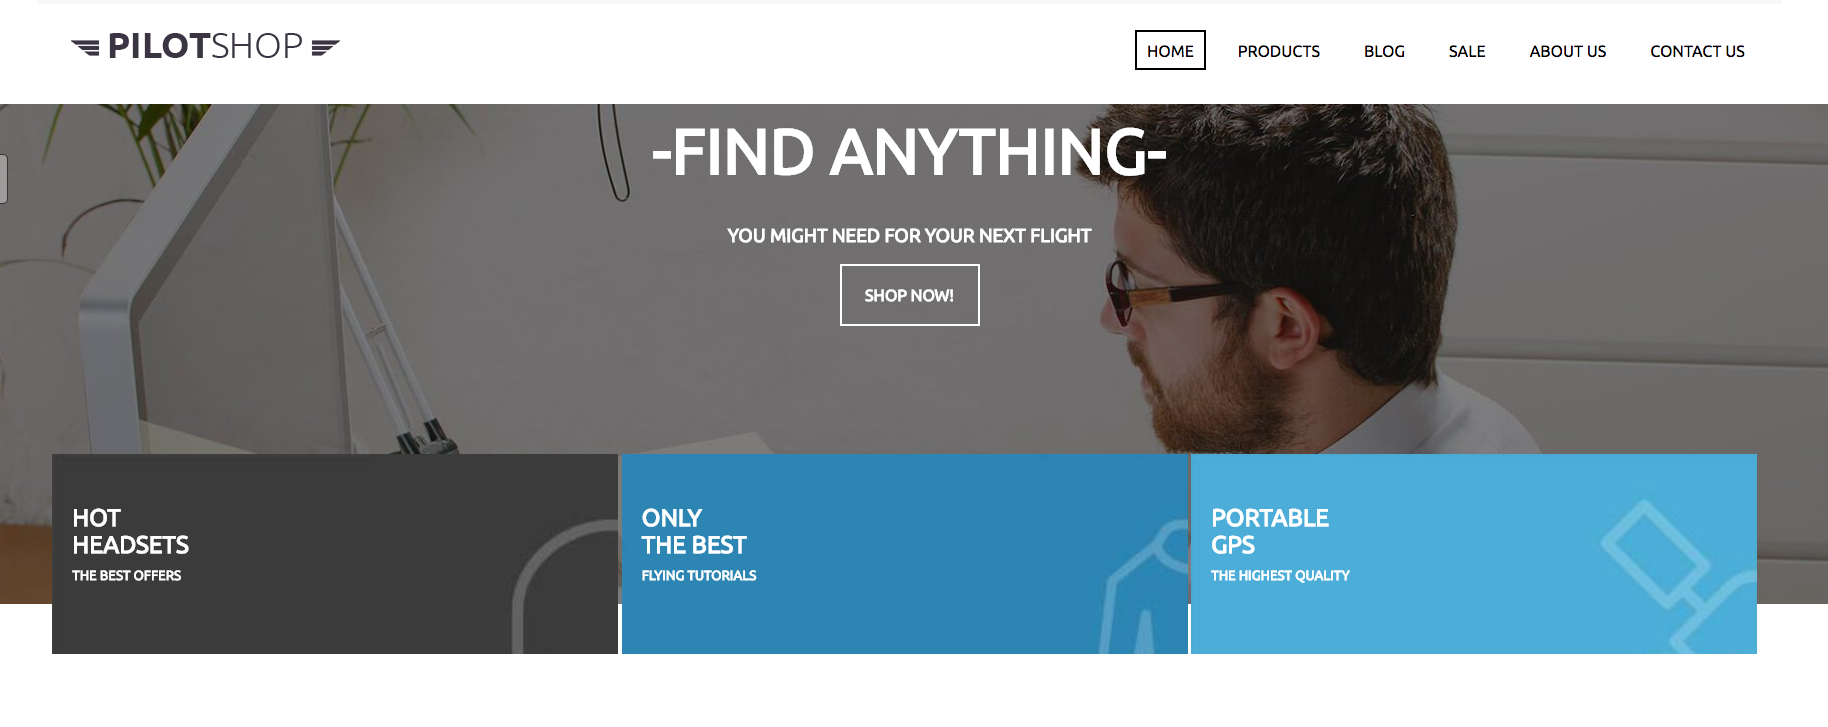 PILOTSHOP
HOME
PRODUCTS
BLOG
SALE
ABOUT US
CONTACT US
-FIND ANYTHING-
YOU MIGHT NEED FOR YOUR NEXT FLIGHT
SHOP NOW!
HOT
HEADSETS
THE BEST OFFERS
ONLY
THE BEST
FLYING TUTORIALS
PORTABLE
GPS
THE HIGHEST QUALITY